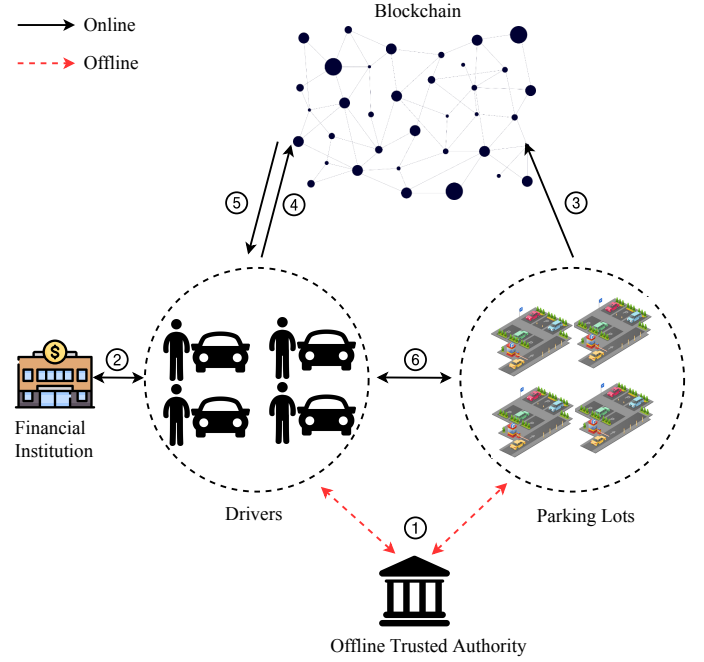 Blockchain
Online
Offline
⑤
④
③
②
⑥
$
Financial
Institution
Drivers
Parking Lots
①
Offline Trusted Authority